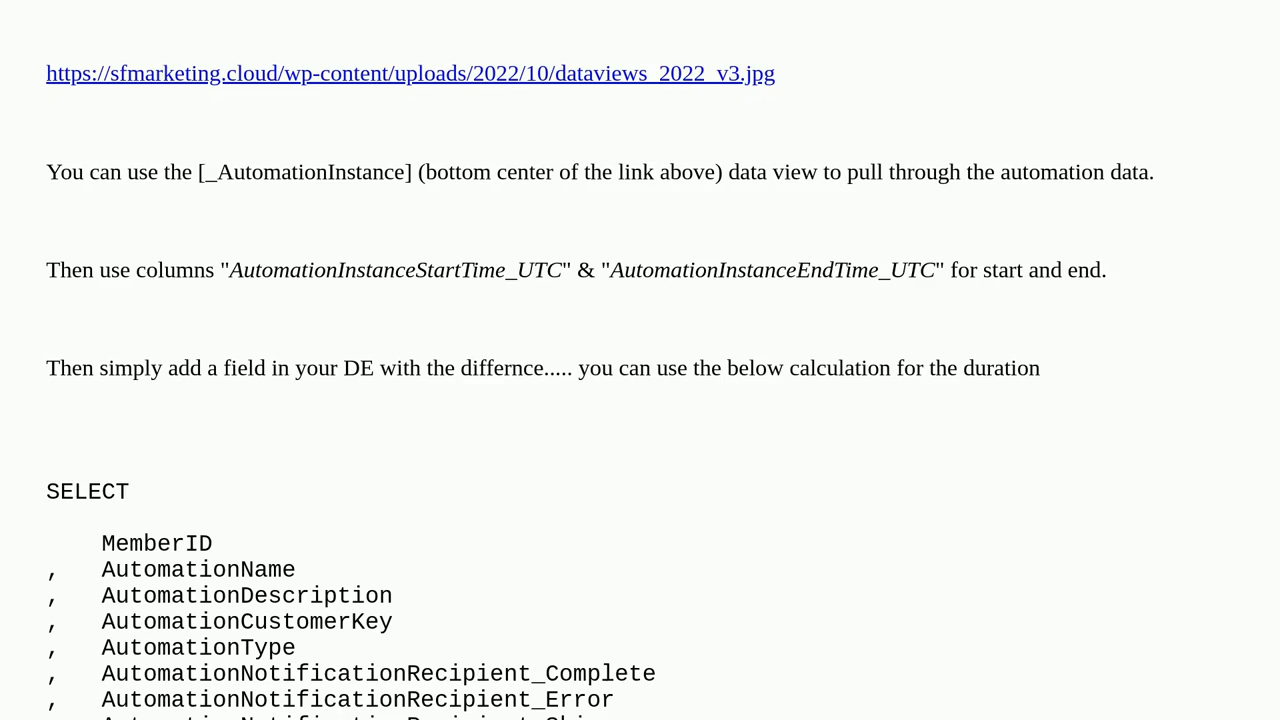 https://sfmarketing.cloud/wp-content/uploads/2022/10/dataviews_2022_v3.jpg
You can use the [_AutomationInstance] (bottom center of the link above) data view to pull through the automation data.
Then use columns "AutomationInstanceStartTime_UTC" & "AutomationInstanceEndTime_UTC" for start and end.
Then simply add a field in your DE with the differnce..... you can use the below calculation for the duration
SELECT
MemberID
, AutomationName
, AutomationDescription
, AutomationCustomerKey
, AutomationType
, AutomationNotificationRecipient_Complete
, AutomationNotificationRecipient_Error